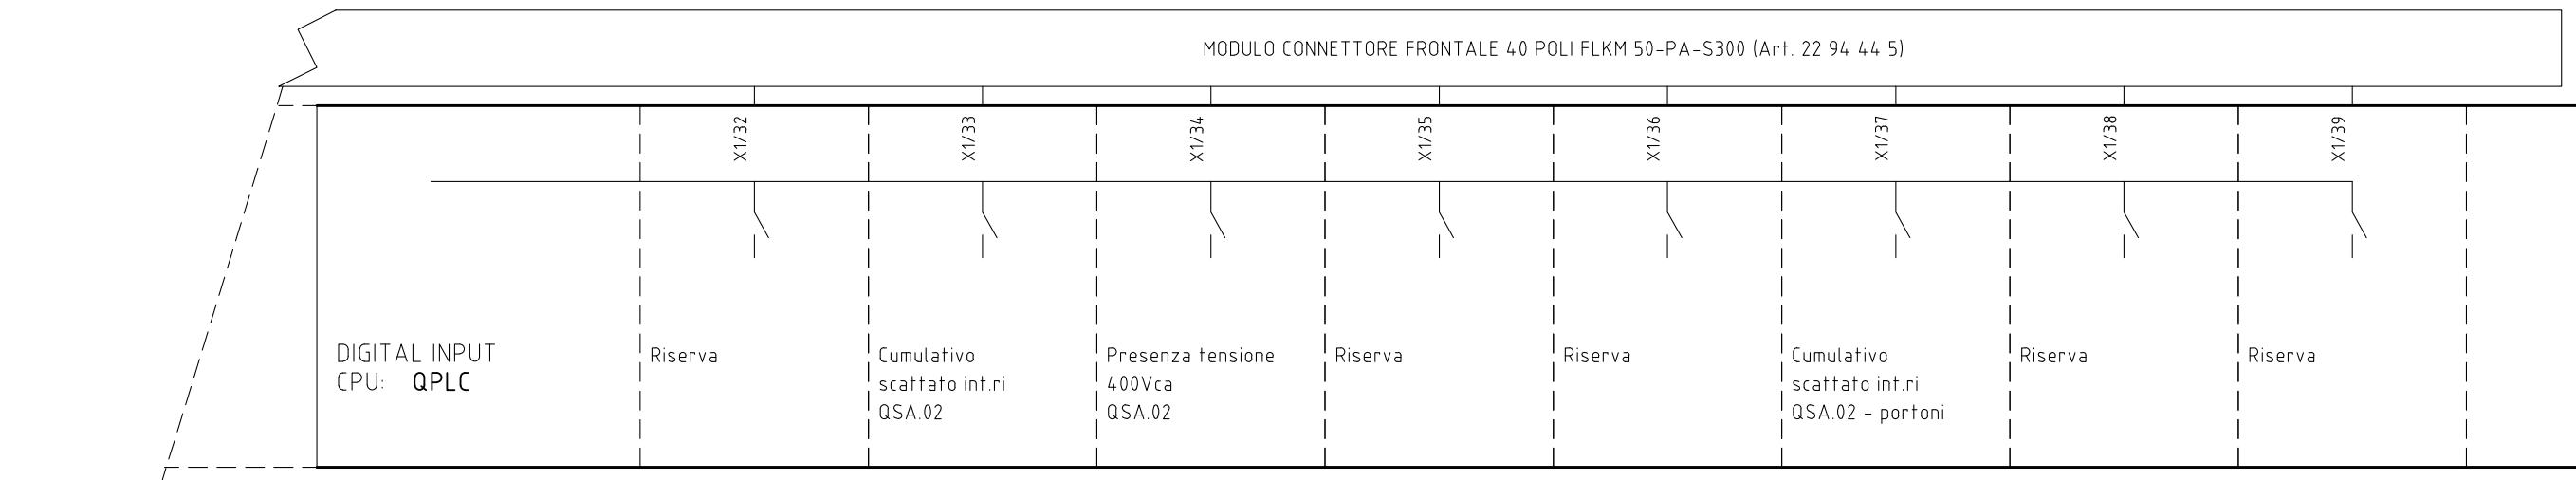 MODULO CONNETTORE FRONTALE 40 POLI FLKM 50-PA-S300 (Art. 22 94 44 5)
X1/32
X1/33
X1/34
X1/35
X1/36
X1/37
X1/38
X1/39
DIGITAL INPUT
CPU: QPLC
Riserva
Cumulativo
scattato int.ri
QSA.02
Presenza tensione
400Vca
QSA.02
Riserva
Riserva
Cumulativo
scattato int.ri
QSA.02 - portoni
Riserva
Riserva